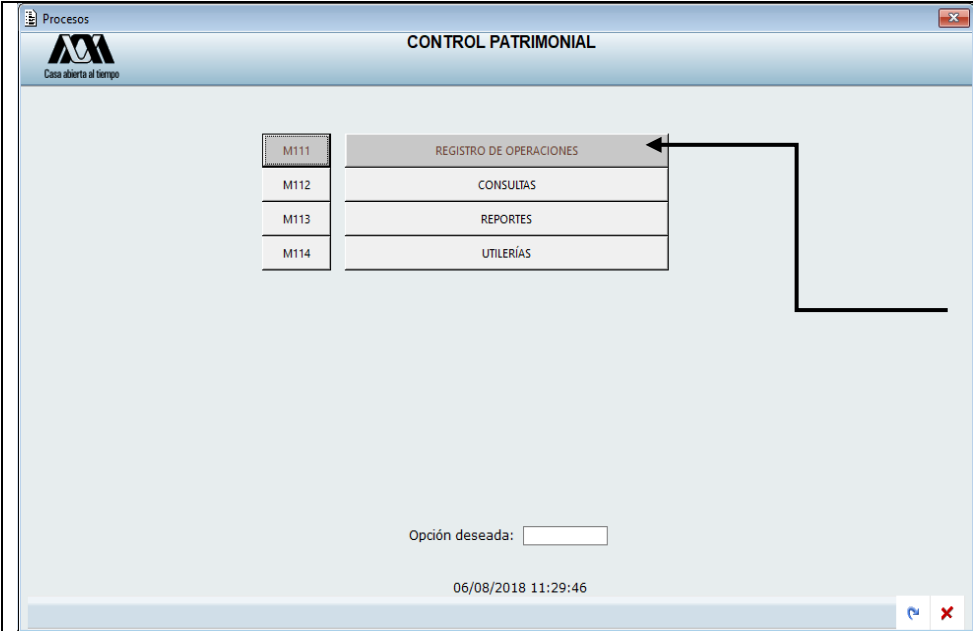 Procesos
CONTROL PATRIMONIAL
Casa abierta al tiempo
M111 REGISTRO DE OPERACIONES
M112 CONSULTAS
M113 REPORTES
M114 UTILERÍAS
Opción deseada:
06/08/2018 11:29:46